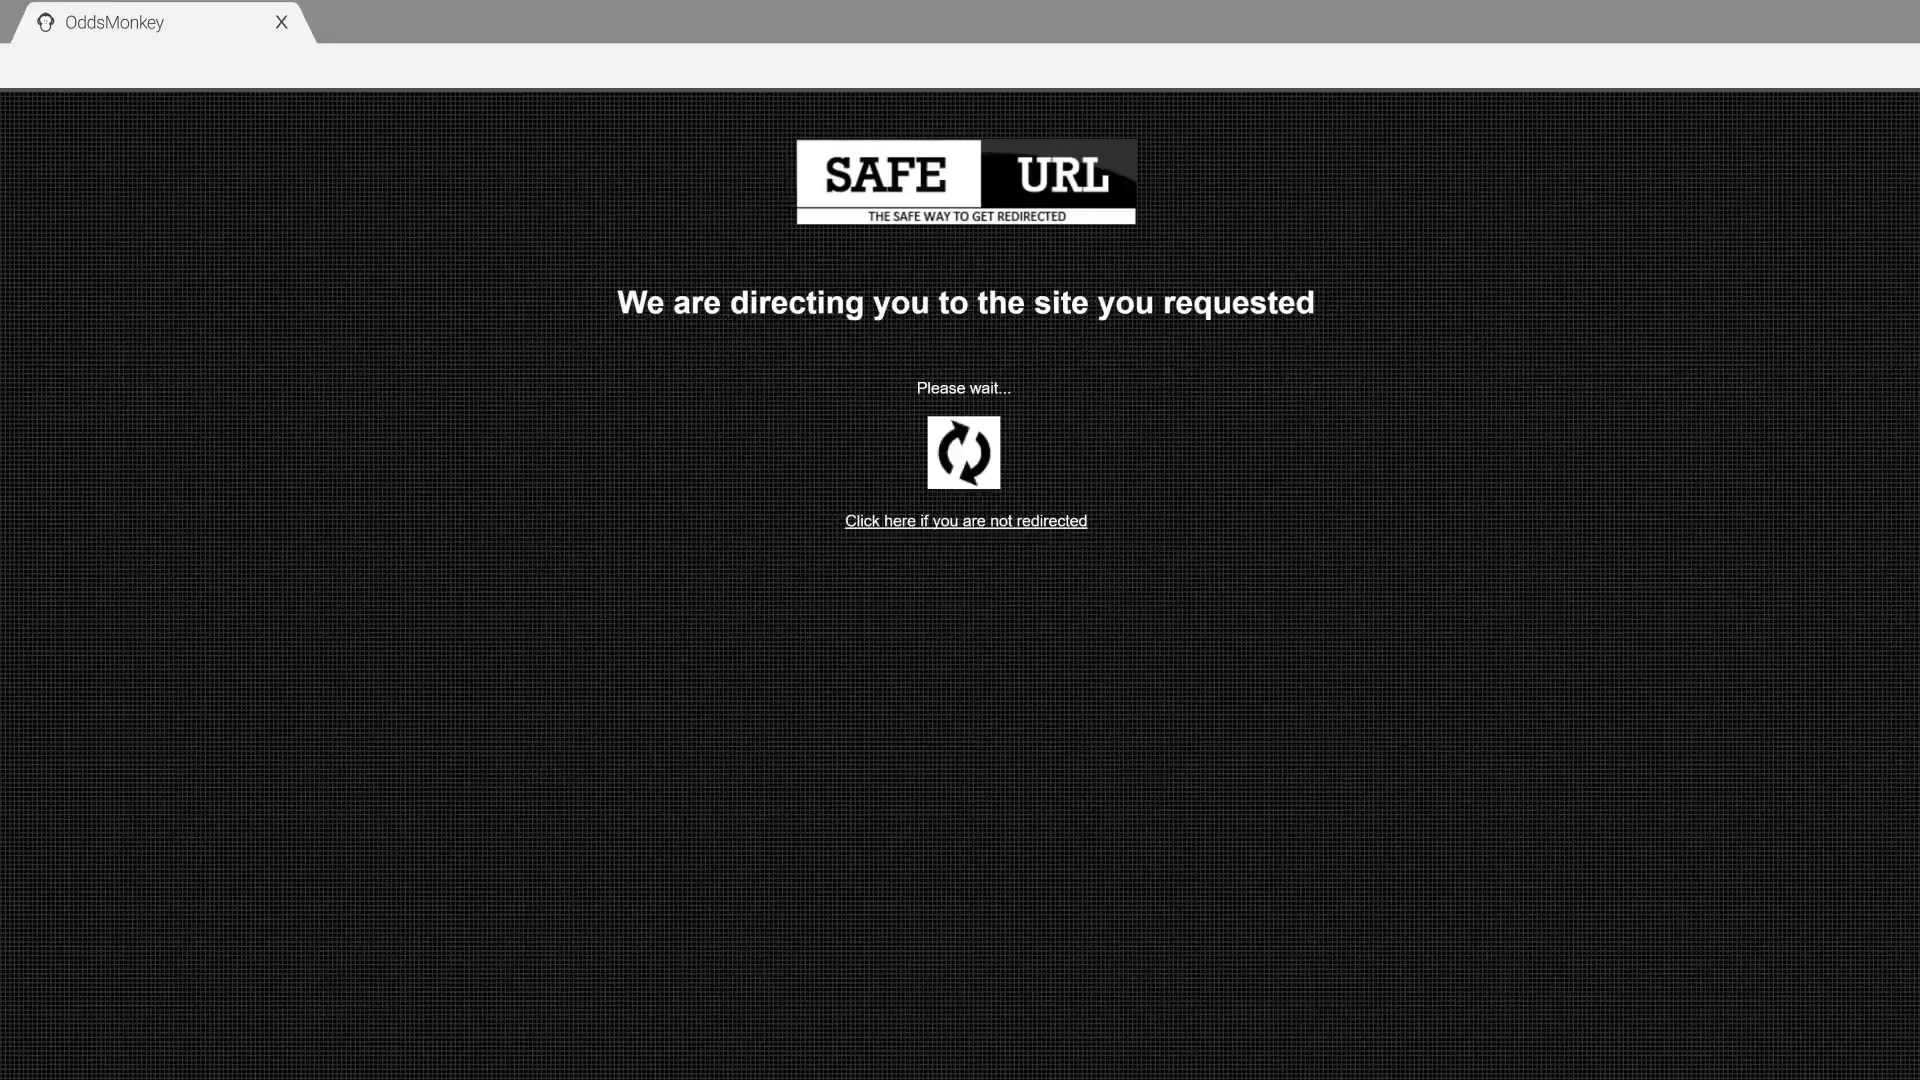 OddsMonkey X
SAFE URL
THE SAFE WAY TO GET REDIRECTED
We are directing you to the site you requested
Please wait...
Click here if you are not redirected